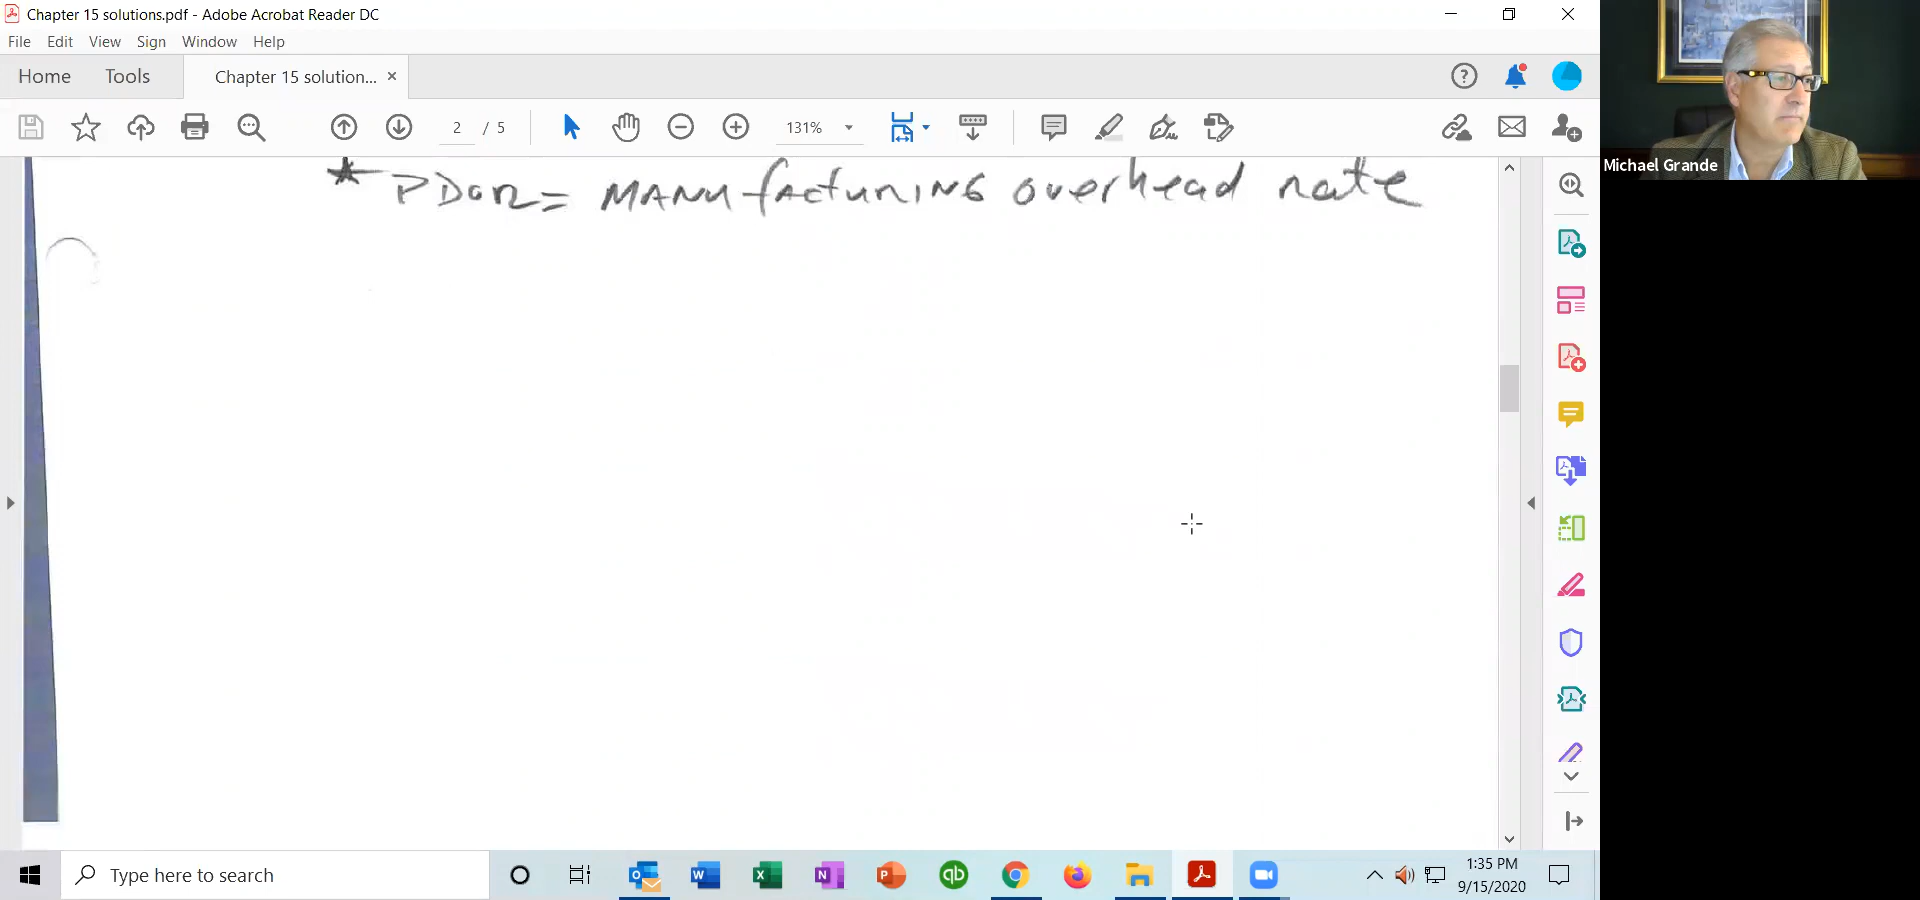 Chapter 15 solutions.pdf - Adobe Acrobat Reader DC
File Edit View Sign Window Help
Home Tools Chapter 15 solution... ×
2 / 5 131%
* PDOR = MANUfACTURING overhead rate
Michael Grande
Type here to search
1:35 PM
9/15/2020